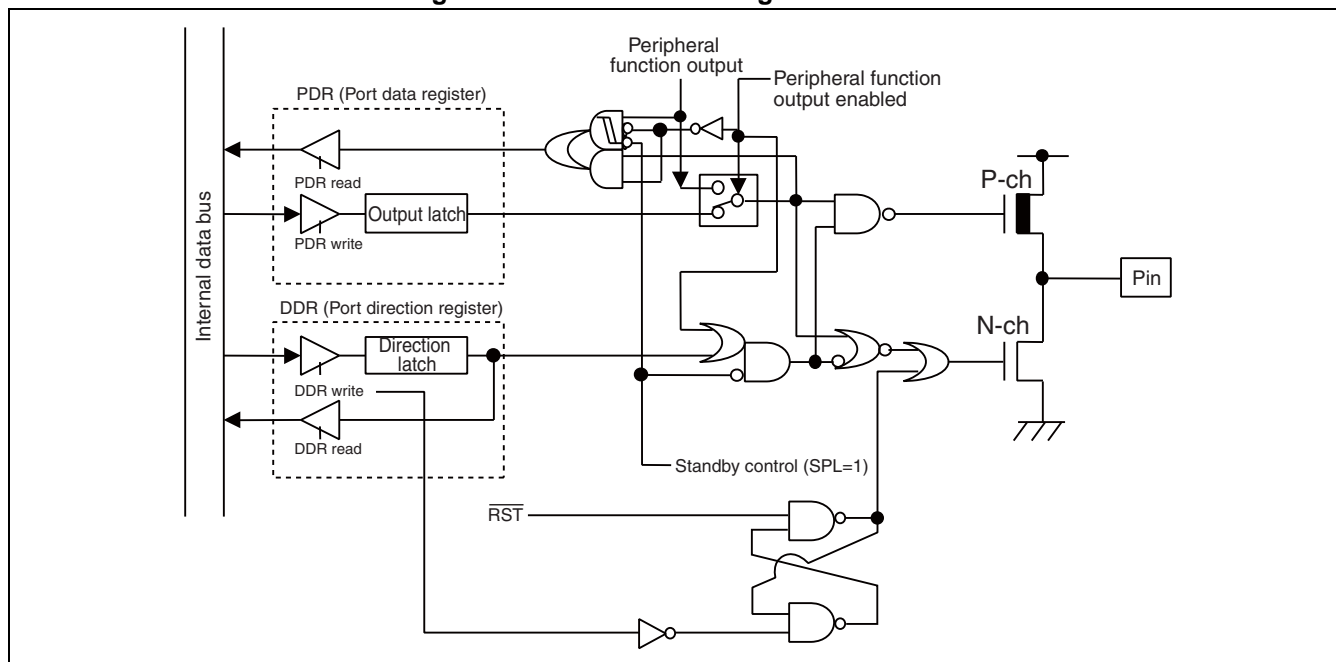 Peripheral
function output
Peripheral function
output enabled
PDR (Port data register)
PDR read
Output latch
PDR write
Internal data bus
P-ch
Pin
DDR (Port direction register)
N-ch
Direction
latch
DDR write
DDR read
Standby control (SPL=1)
RST